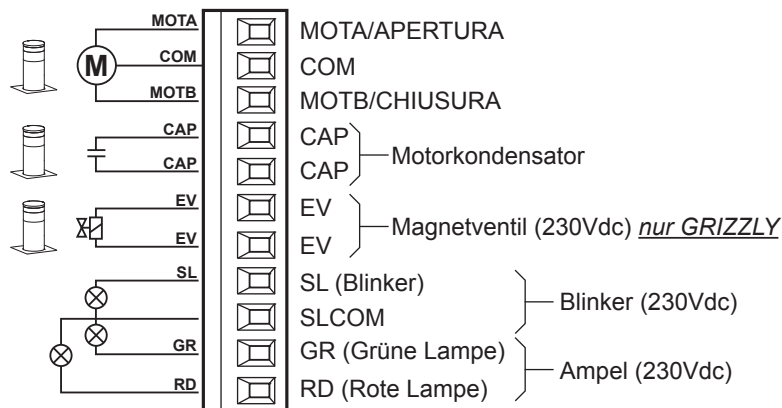 MOTA MOTA/APERTURA
COM COM
M
MOTB MOTB/CHIUSURA
CAP CAP
CAP CAP
Motorkondensator
EV EV
EV EV
Magnetventil (230Vdc) nur GRIZZLY
SL SL (Blinker)
SLCOM
Blinker (230Vdc)
GR GR (Grüne Lampe)
RD RD (Rote Lampe)
Ampel (230Vdc)